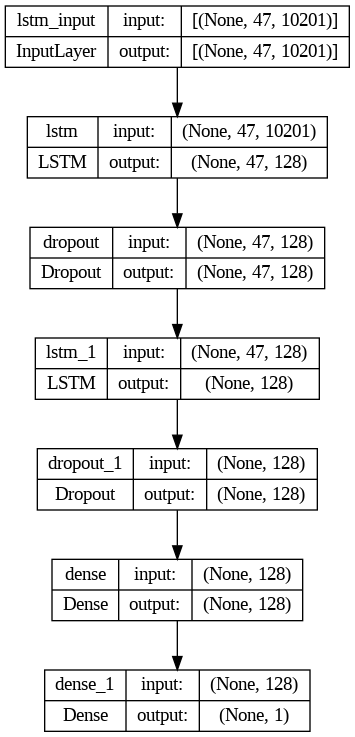 lstm_input input: [(None, 47, 10201)]
InputLayer output: [(None, 47, 10201)]
lstm input: (None, 47, 10201)
LSTM output: (None, 47, 128)
dropout input: (None, 47, 128)
Dropout output: (None, 47, 128)
lstm_1 input: (None, 47, 128)
LSTM output: (None, 128)
dropout_1 input: (None, 128)
Dropout output: (None, 128)
dense input: (None, 128)
Dense output: (None, 128)
dense_1 input: (None, 128)
Dense output: (None, 1)